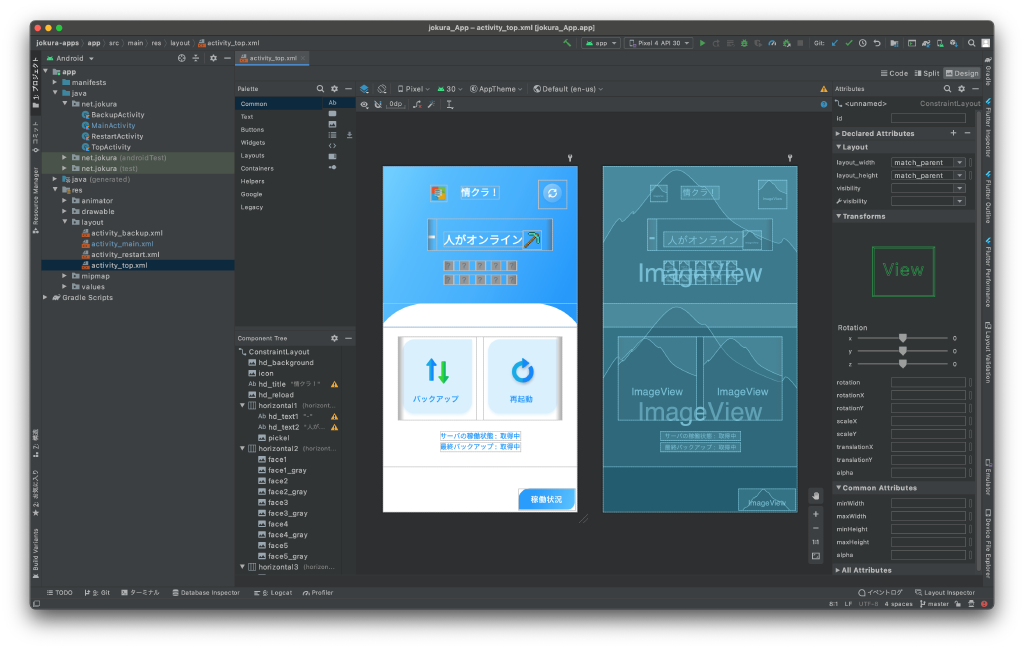 jokura_App – activity_top.xml [jokura_App.app]
jokura-apps
app
src
main
res
layout
activity_top.xml
app
Pixel 4 API 30
Git:
Android
activity_top.xml
Code
Split
Design
app
manifests
java
net.jokura
BackupActivity
MainActivity
RestartActivity
TopActivity
net.jokura (androidTest)
net.jokura (test)
java (generated)
res
animator
drawable
layout
activity_backup.xml
activity_main.xml
activity_restart.xml
activity_top.xml
mipmap
values
Gradle Scripts
1: プロジェクト
コミット
Resource Manager
7: 構造
2: お気に入り
Build Variants
Palette
Common
Text
Buttons
Widgets
Layouts
Containers
Helpers
Google
Legacy
Ab
Pixel
30
AppTheme
Default (en-us)
0dp
Component Tree
ConstraintLayout
hd_background
icon
Ab hd_title "情クラ！"
hd_reload
horizontal1 (horizont...
Ab hd_text1 "-"
Ab hd_text2 "人が...
pickel
horizontal2 (horizont...
face1
face1_gray
face2
face2_gray
face3
face3_gray
face4
face4_gray
face5
face5_gray
horizontal3 (horizon...
情クラ！
人がオンライン
バックアップ
再起動
サーバの稼働状態： 取得中
最終バックアップ： 取得中
稼働状況
情クラ！
人がオンライン
ImageView
ImageView
ImageView
ImageView
サーバの稼働状態： 取得中
最終バックアップ： 取得中
ImageView
1:1
Attributes
<unnamed>
ConstraintLayout
id
Declared Attributes
Layout
layout_width
match_parent
layout_height
match_parent
visibility
visibility
Transforms
View
Rotation
x
0
y
0
z
0
rotation
rotationX
rotationY
scaleX
scaleY
translationX
translationY
alpha
Common Attributes
minWidth
maxWidth
minHeight
maxHeight
alpha
All Attributes
Gradle
Flutter Inspector
Flutter Outline
Flutter Performance
Layout Validation
Emulator
Device File Explorer
TODO
9: Git
ターミナル
Database Inspector
6: Logcat
Profiler
イベントログ
Layout Inspector
8:1
LF
UTF-8
4 spaces
master